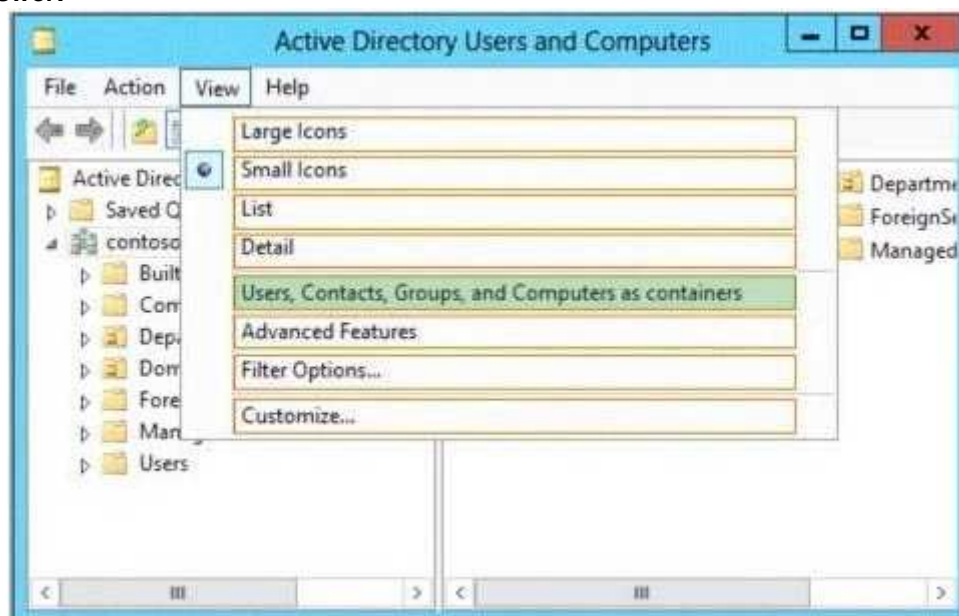 Active Directory Users and Computers
File Action View Help
Large Icons
Active Direc Small Icons Departme
Saved Q List ForeignSe
contoso Detail Managed
Built Users, Contacts, Groups, and Computers as containers
Com Advanced Features
Depa
Dom Filter Options...
Fore
Man Customize...
Users